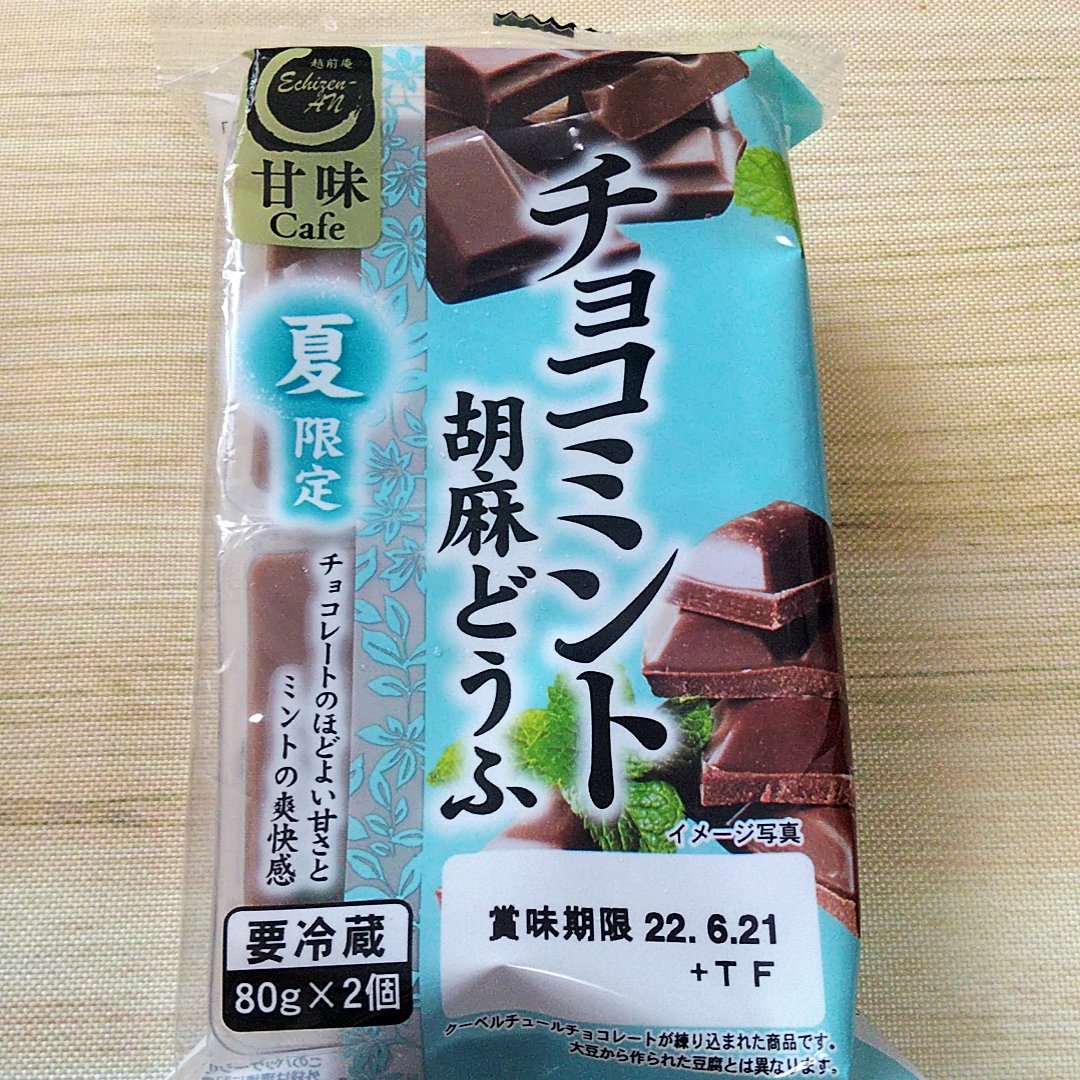 越前庵
Echizen-
AN
甘味
Cafe
夏
限定
チョコミント
胡麻どうふ
チョコレートのほどよい甘さと
ミントの爽快感
イメージ写真
要冷蔵
80g×2個
賞味期限 22. 6.21
+TF
クーベルチュールチョコレートが練り込まれた商品です。
大豆から作られた豆腐とは異なります。